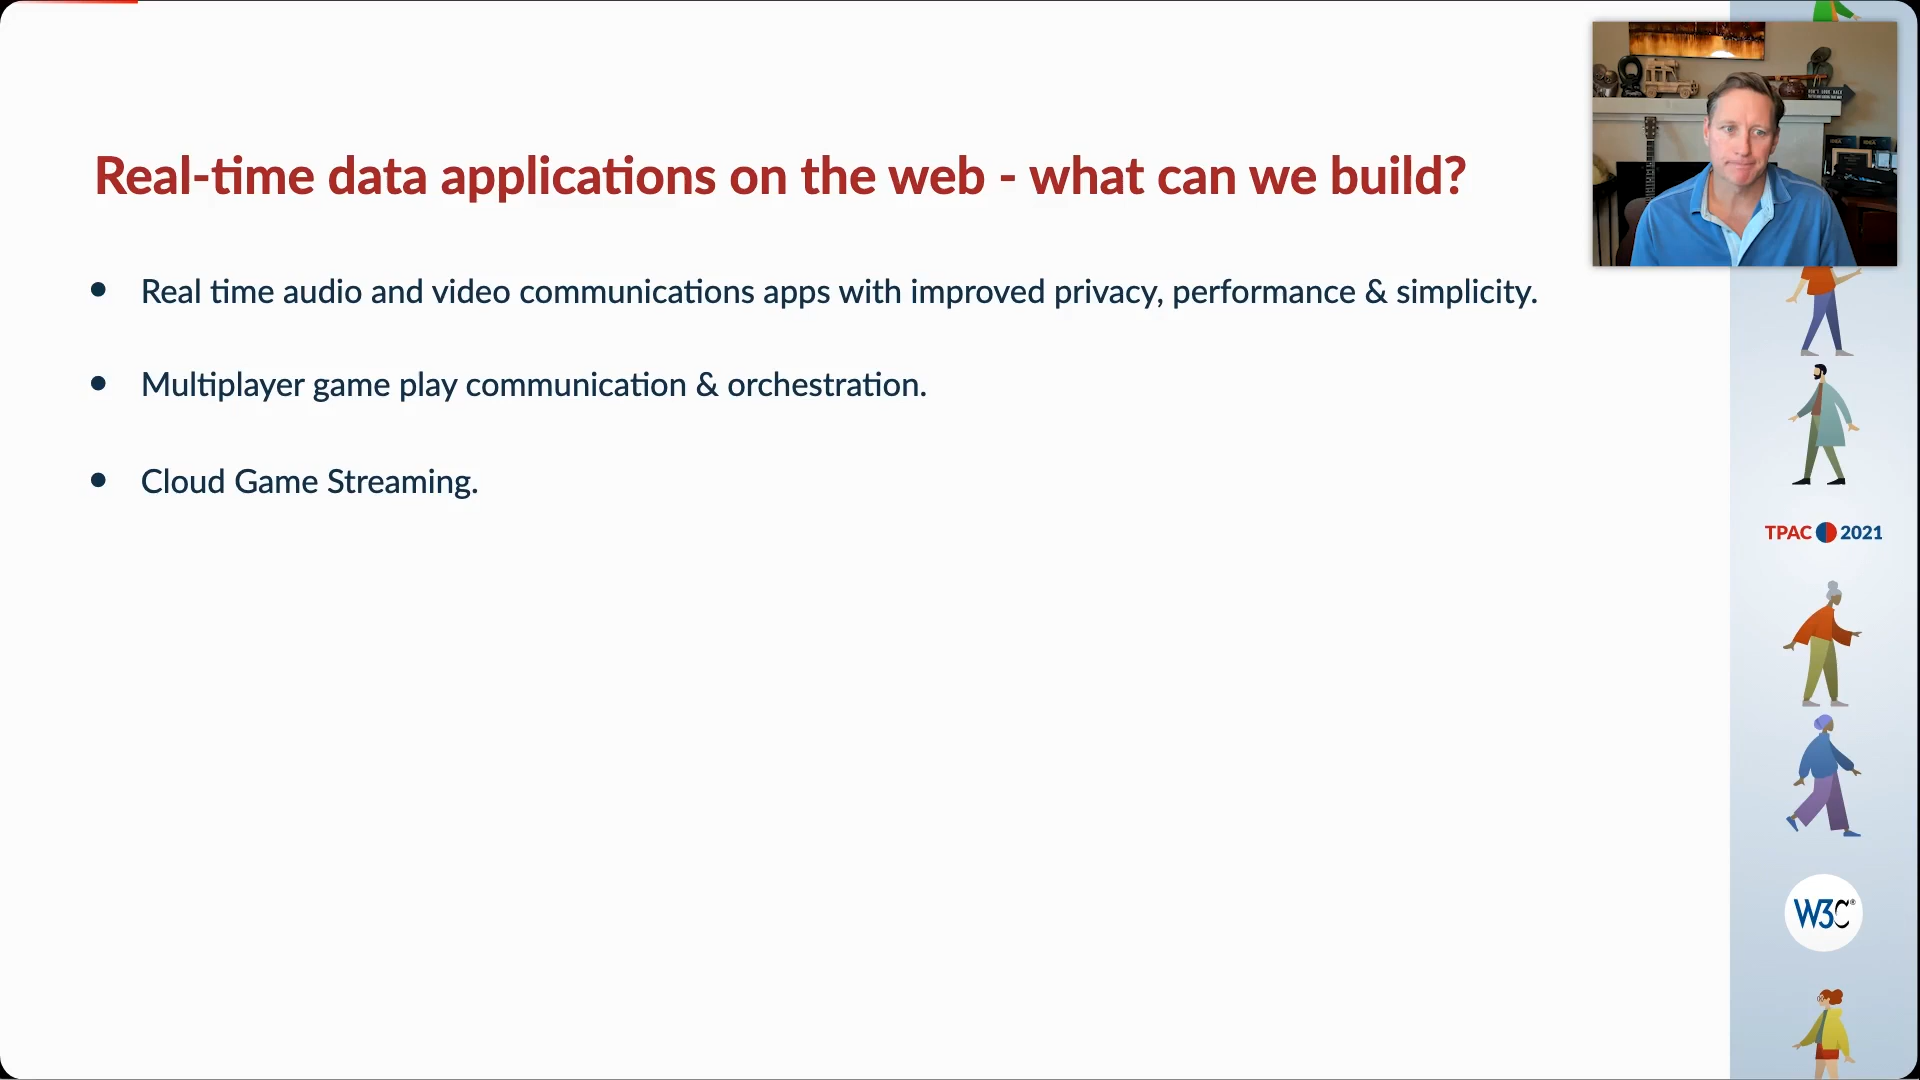 Real-time data applications on the web - what can we build?
• Real time audio and video communications apps with improved privacy, performance & simplicity.
• Multiplayer game play communication & orchestration.
• Cloud Game Streaming.
TPAC 2021
W3C®